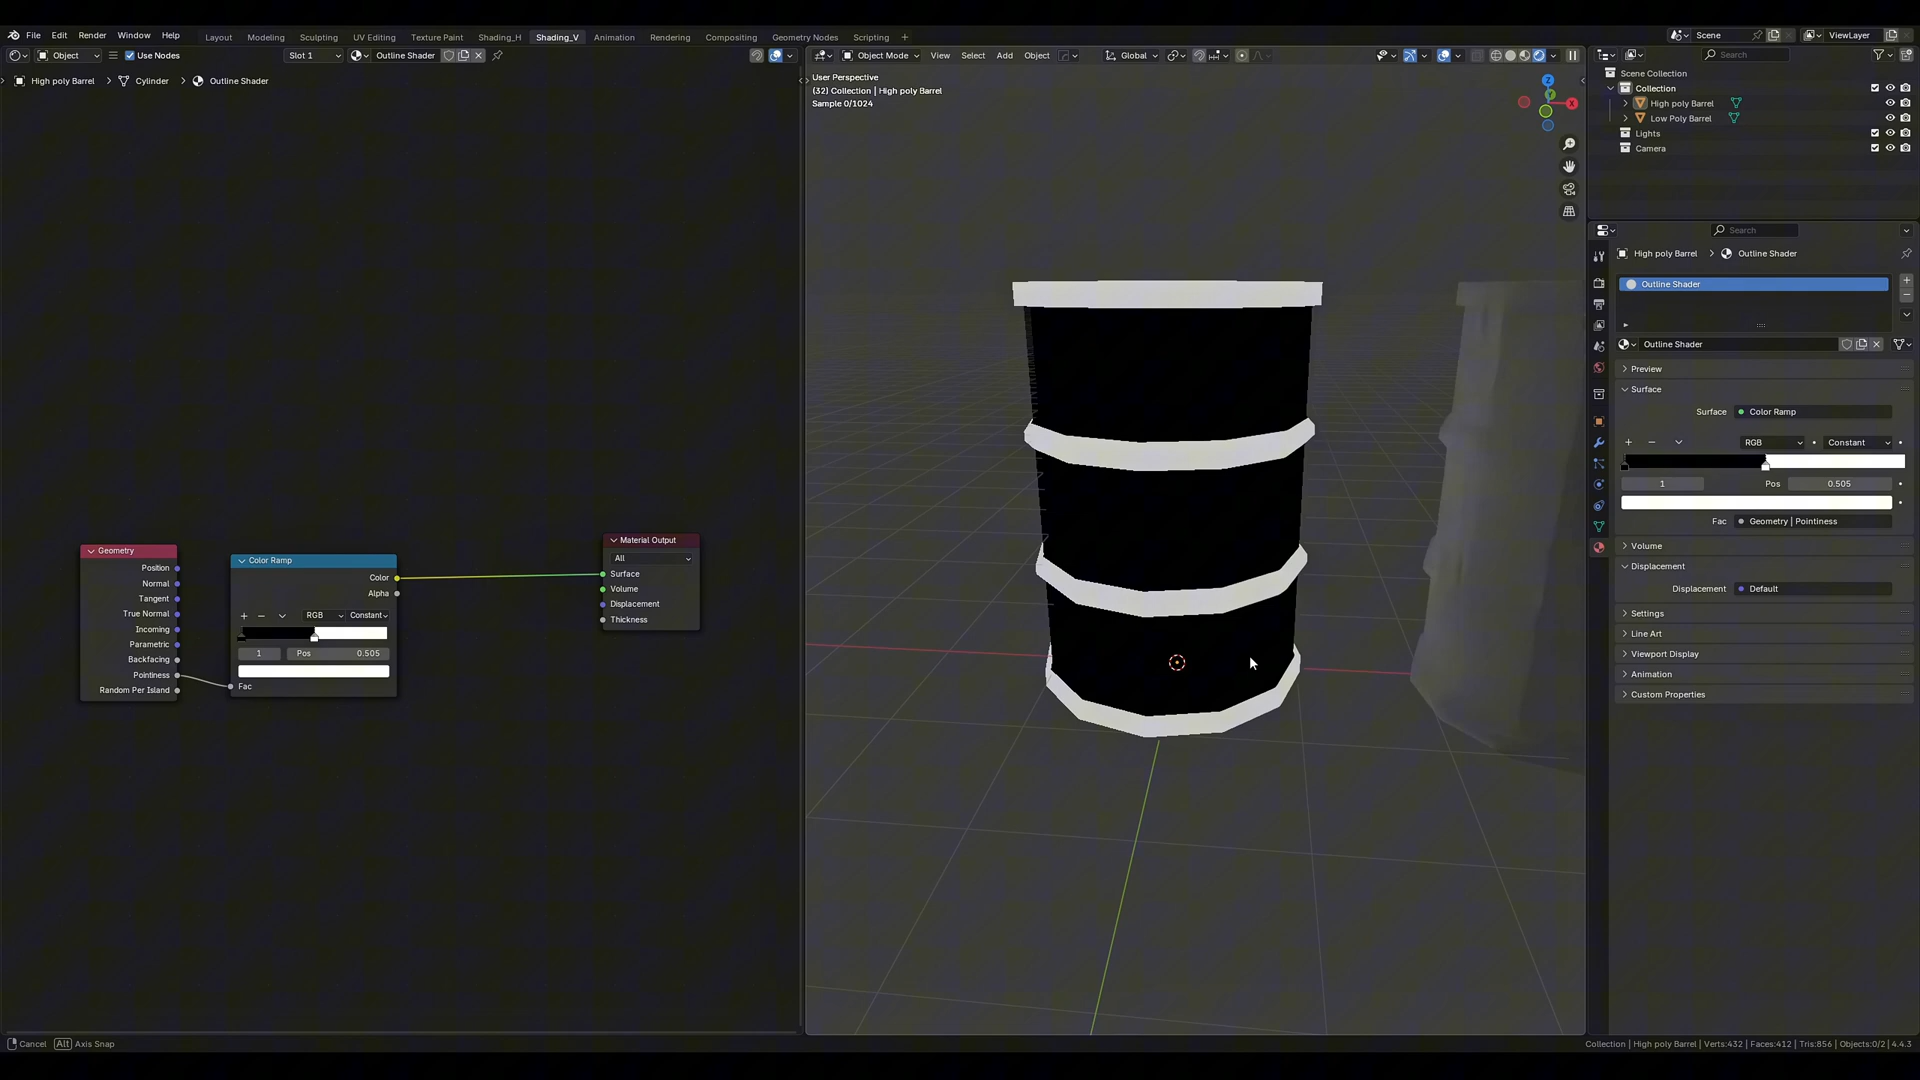 File Edit Render Window Help Layout Modeling Sculpting UV Editing Texture Paint Shading_H Shading_V Animation Rendering Compositing Geometry Nodes Scripting + Scene ViewLayer
Object Use Nodes Slot 1 Outline Shader
High poly Barrel > Cylinder > Outline Shader
Geometry
Position
Normal
Tangent
True Normal
Incoming
Parametric
Backfacing
Pointiness
Random Per Island
Color Ramp
Color
Alpha
RGB Constant
1 Pos 0.505
Fac
Material Output
All
Surface
Volume
Displacement
Thickness
Object Mode View Select Add Object Global
User Perspective
(32) Collection | High poly Barrel
Sample 0/1024
Z
Y
X
Search
Scene Collection
Collection
High poly Barrel
Low Poly Barrel
Lights
Camera
Search
High poly Barrel > Outline Shader
Outline Shader
Outline Shader
Preview
Surface
Surface Color Ramp
RGB Constant
1 Pos 0.505
Fac Geometry | Pointiness
Volume
Displacement
Displacement Default
Settings
Line Art
Viewport Display
Animation
Custom Properties
Cancel Alt Axis Snap
Collection | High poly Barrel | Verts:432 | Faces:412 | Tris:856 | Objects:0/2 | 4.4.3